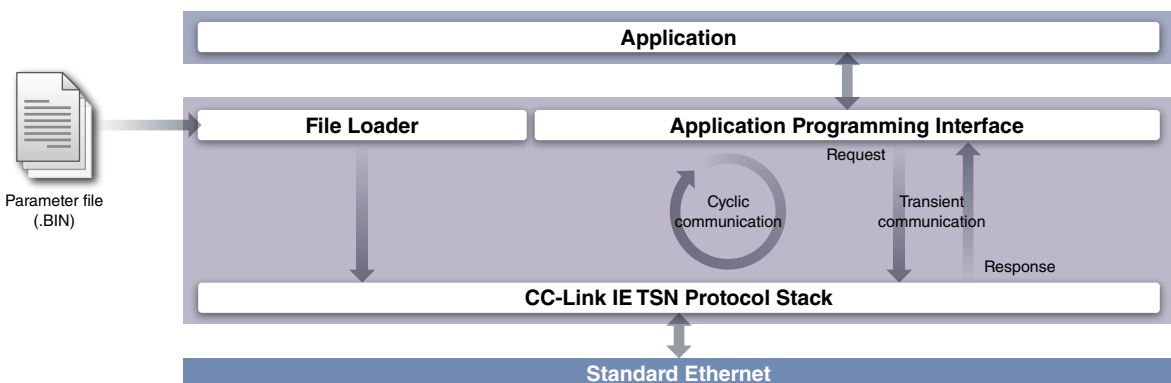 Application
File Loader
Application Programming Interface
Request
Parameter file
(.BIN)
Cyclic
communication
Transient
communication
Response
CC-Link IE TSN Protocol Stack
Standard Ethernet